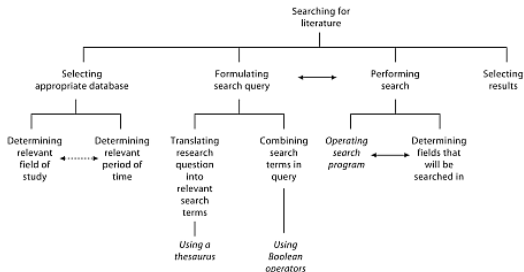 Searching for
literature
Selecting
appropriate database
Formulating
search query
Performing
search
Selecting
results
Determining
relevant
field of
study
Determining
relevant
period of
time
Translating
research
question
into
relevant
search
terms
Combining
search
terms in
query
Operating
search
program
Determining
fields that
will be
searched in
Using a
thesaurus
Using
Boolean
operators